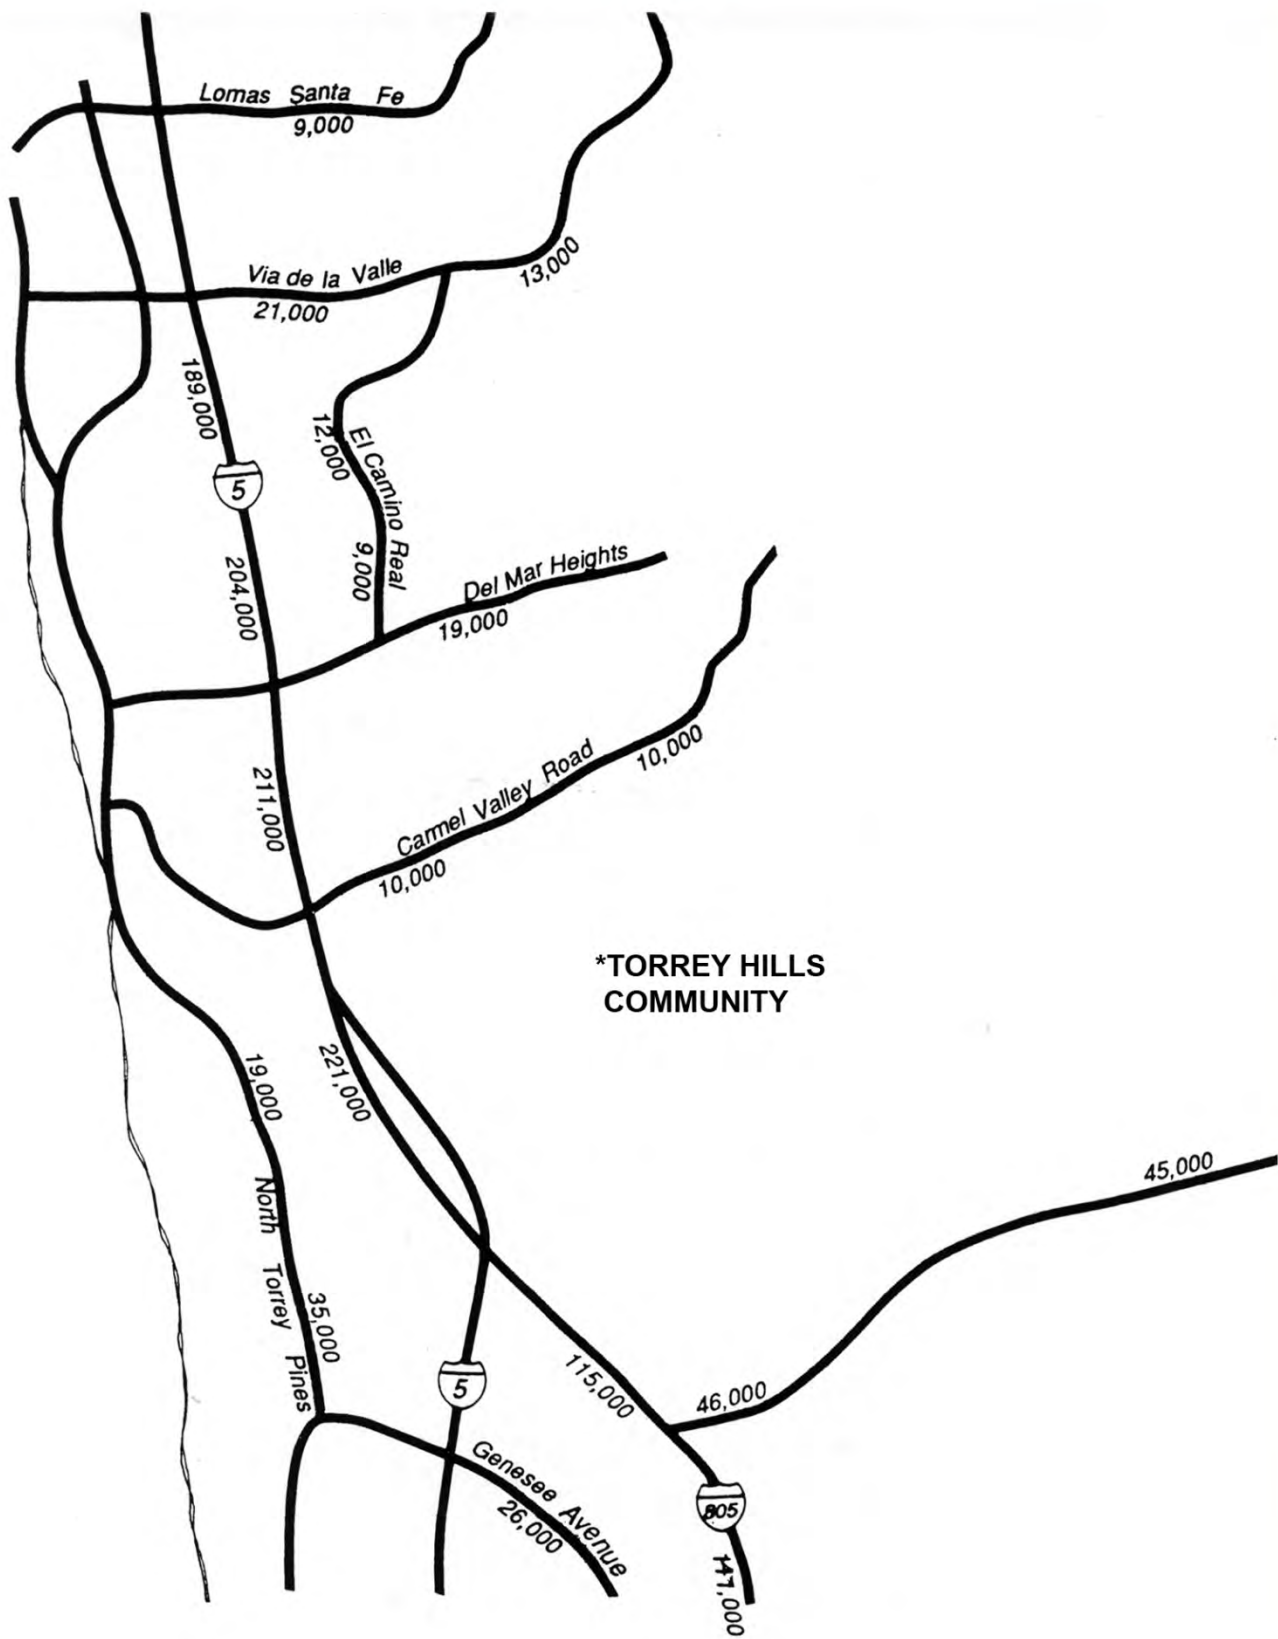 Lomas Santa Fe
9,000
Via de la Valle
21,000
13,000
189,000
12,000
El Camino Real
5
9,000
204,000
Del Mar Heights
19,000
211,000
Carmel Valley Road
10,000
10,000
*TORREY HILLS
COMMUNITY
221,000
19,000
North Torrey Pines
35,000
45,000
46,000
115,000
5
Genesee Avenue
26,000
805